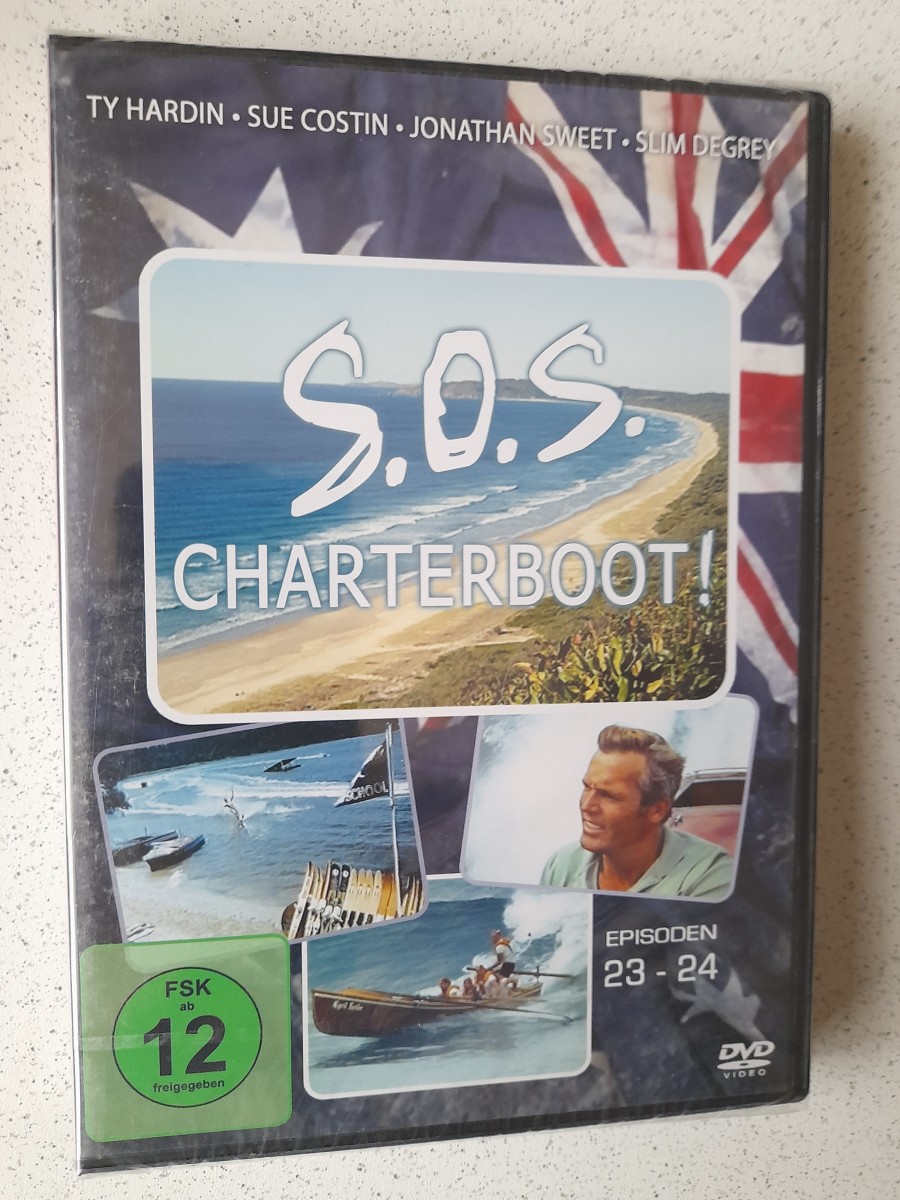 TY HARDIN • SUE COSTIN • JONATHAN SWEET • SLIM DEGREY
S.O.S.
CHARTERBOOT!
SCHOOL
EPISODEN
23 - 24
FSK
ab
12
freigegeben
DVD
VIDEO